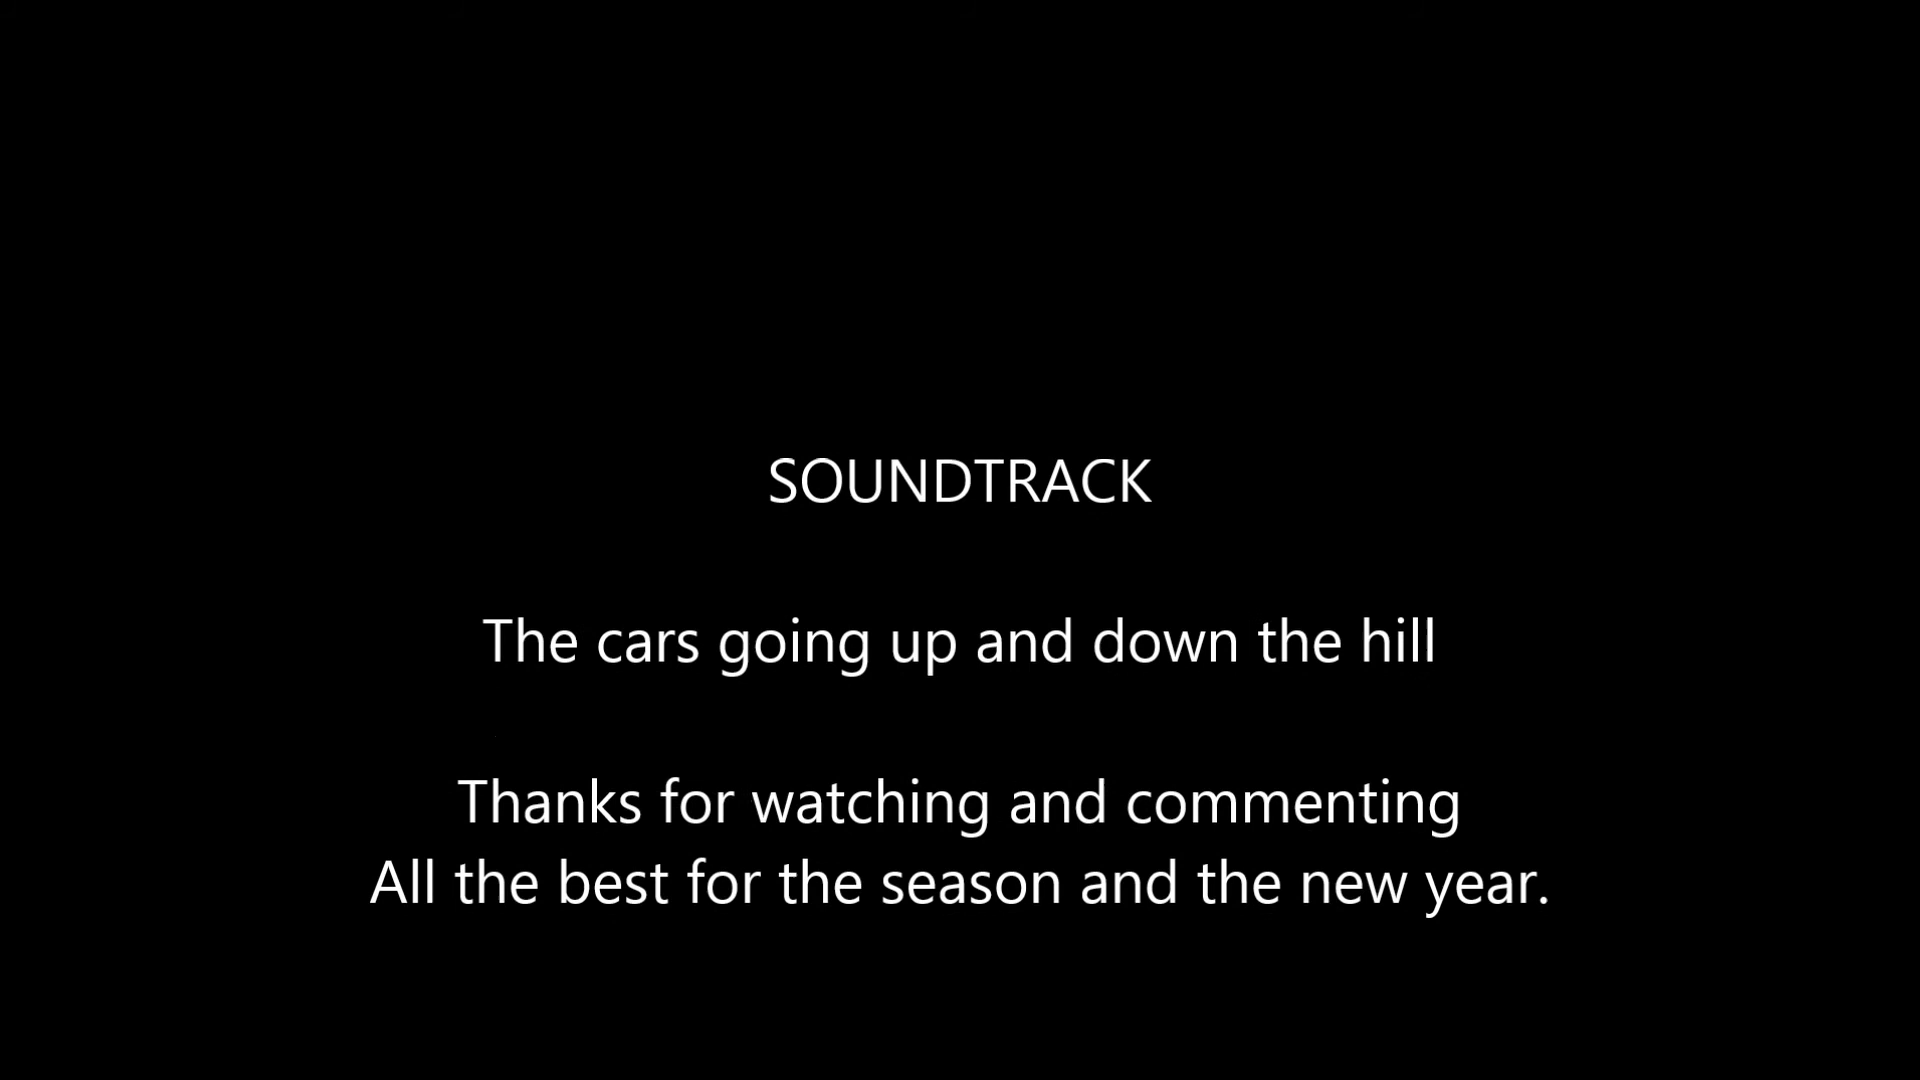 SOUNDTRACK
The cars going up and down the hill
Thanks for watching and commenting
All the best for the season and the new year.